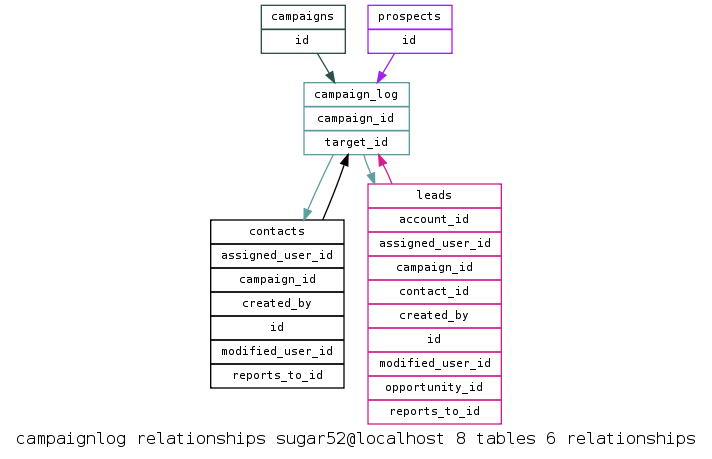 campaigns
id
prospects
id
campaign_log
campaign_id
target_id
contacts
assigned_user_id
campaign_id
created_by
id
modified_user_id
reports_to_id
leads
account_id
assigned_user_id
campaign_id
contact_id
created_by
id
modified_user_id
opportunity_id
reports_to_id
campaignlog relationships sugar52@localhost 8 tables 6 relationships